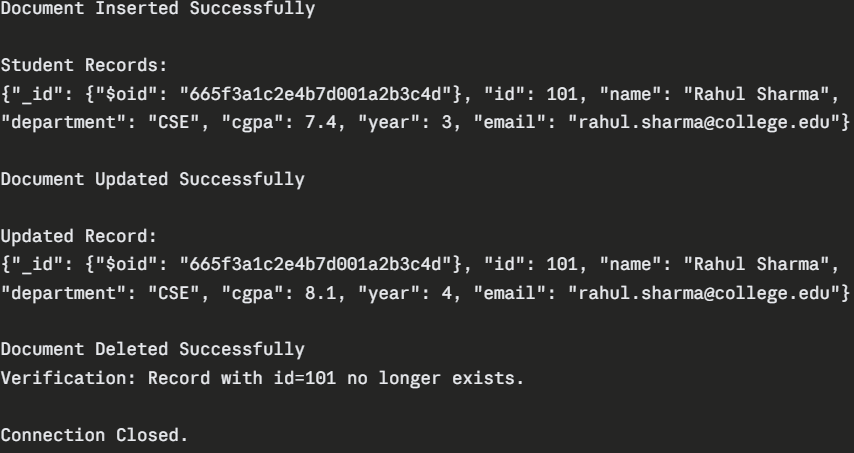 Document Inserted Successfully
Student Records:
{"_id": {"$oid": "665f3a1c2e4b7d001a2b3c4d"}, "id": 101, "name": "Rahul Sharma",
"department": "CSE", "cgpa": 7.4, "year": 3, "email": "rahul.sharma@college.edu"}
Document Updated Successfully
Updated Record:
{"_id": {"$oid": "665f3a1c2e4b7d001a2b3c4d"}, "id": 101, "name": "Rahul Sharma",
"department": "CSE", "cgpa": 8.1, "year": 4, "email": "rahul.sharma@college.edu"}
Document Deleted Successfully
Verification: Record with id=101 no longer exists.
Connection Closed.